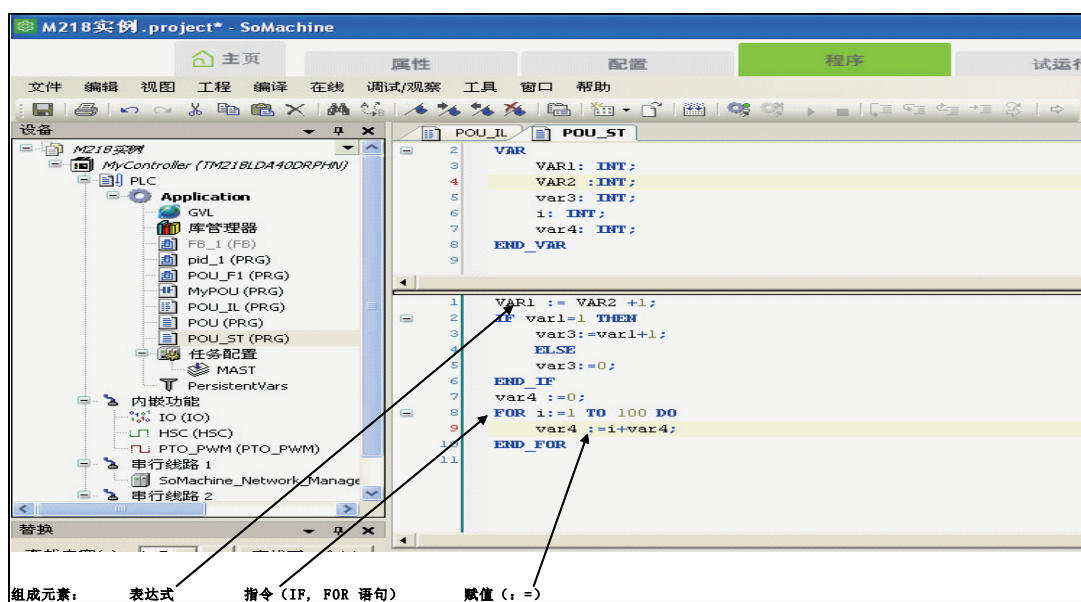 M218实例.project* - SoMachine
主页 属性 配置 程序 试运行
文件 编辑 视图 工程 编译 在线 调试/观察 工具 窗口 帮助
设备
M218实例
MyController (TM218LDA40DRPHN)
PLC
Application
GVL
库管理器
FB_1 (FB)
pid_1 (PRG)
POU_F1 (PRG)
MyPOU (PRG)
POU_IL (PRG)
POU (PRG)
POU_ST (PRG)
任务配置
MAST
PersistentVars
内嵌功能
IO (IO)
HSC (HSC)
PTO_PWM (PTO_PWM)
串行线路 1
SoMachine_Network_Manage
串行线路 2
替换
POU_IL POU_ST
2 VAR
3 VAR1: INT;
4 VAR2 :INT;
5 var3: INT;
6 i: INT;
7 var4: INT;
8 END_VAR
9
1 VAR1 := VAR2 +1;
2 IF var1=1 THEN
3 var3:=var1+1;
4 ELSE
5 var3:=0;
6 END_IF
7 var4 :=0;
8 FOR i:=1 TO 100 DO
9 var4 :=i+var4;
10 END_FOR
11
组成元素： 表达式 指令（IF, FOR 语句） 赋值（：=）